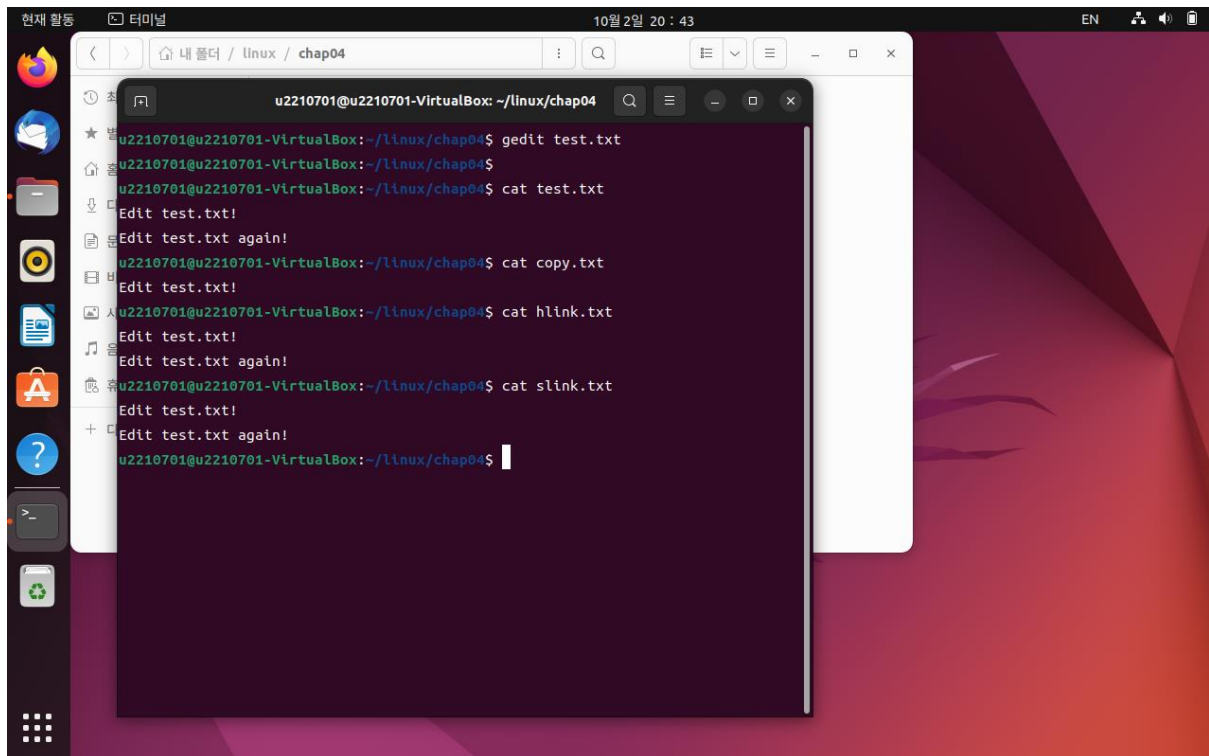 현재 활동 터미널 10월 2일 20 : 43 EN
내 폴더 / linux / chap04
u2210701@u2210701-VirtualBox: ~/linux/chap04
u2210701@u2210701-VirtualBox:~/linux/chap04$ gedit test.txt
u2210701@u2210701-VirtualBox:~/linux/chap04$
u2210701@u2210701-VirtualBox:~/linux/chap04$ cat test.txt
Edit test.txt!
Edit test.txt again!
u2210701@u2210701-VirtualBox:~/linux/chap04$ cat copy.txt
Edit test.txt!
u2210701@u2210701-VirtualBox:~/linux/chap04$ cat hlink.txt
Edit test.txt!
Edit test.txt again!
u2210701@u2210701-VirtualBox:~/linux/chap04$ cat slink.txt
Edit test.txt!
Edit test.txt again!
u2210701@u2210701-VirtualBox:~/linux/chap04$